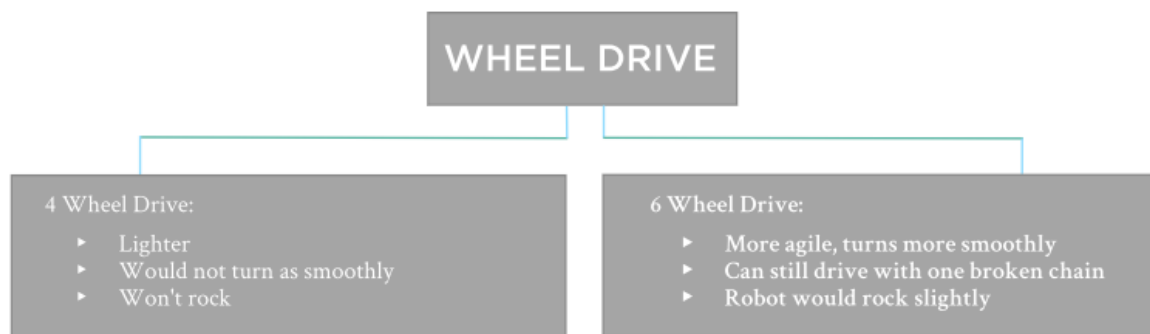 WHEEL DRIVE
4 Wheel Drive:
▸ Lighter
▸ Would not turn as smoothly
▸ Won't rock
6 Wheel Drive:
▸ More agile, turns more smoothly
▸ Can still drive with one broken chain
▸ Robot would rock slightly